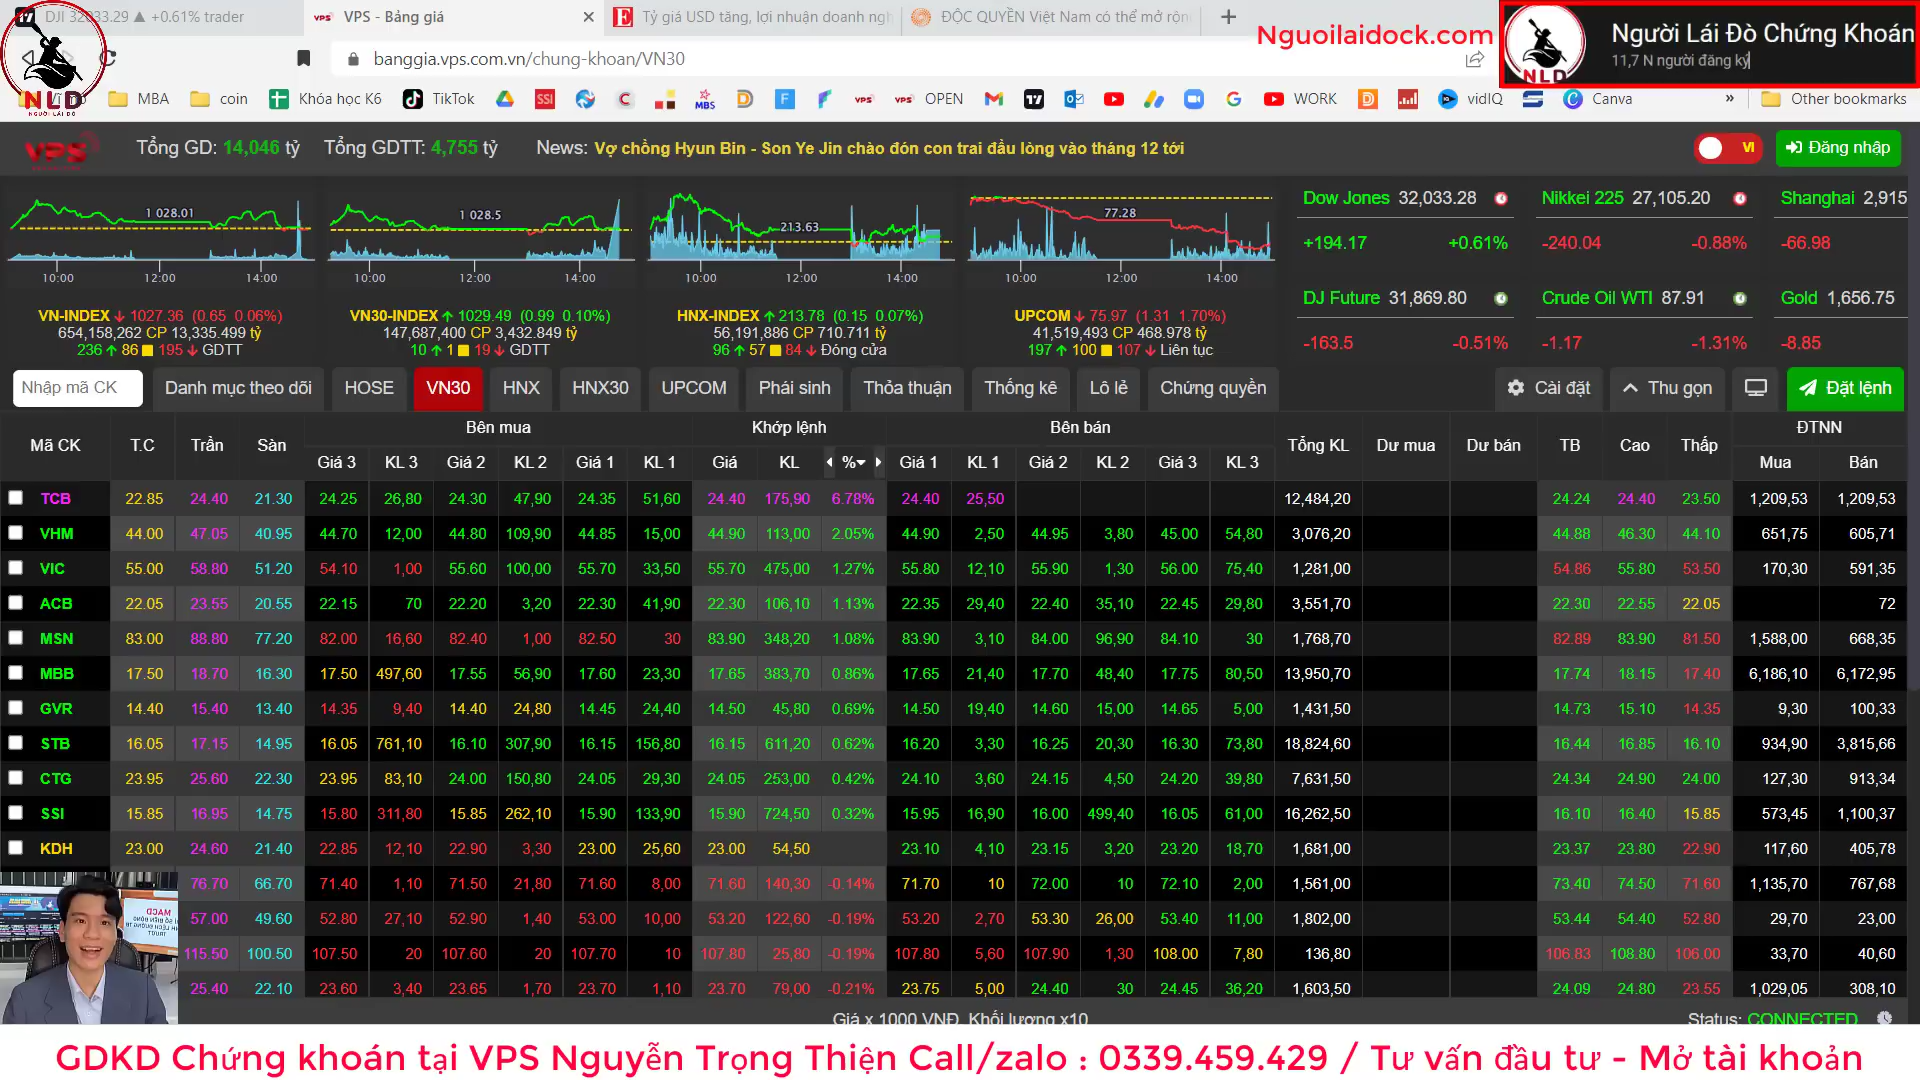 DJI 32033.29 ▲ +0.61% trader
VPS - Bảng giá
Tỷ giá USD tăng, lợi nhuận doanh ngh
ĐỘC QUYỀN Việt Nam có thể mở rộn
Nguoilaidock.com
Người Lái Đò Chứng Khoán
11,7 N người đăng ký
banggia.vps.com.vn/chung-khoan/VN30
NLD
NGƯỜI LÁI ĐÒ
MBA coin Khóa học K6 TikTok OPEN WORK vidIQ Canva » Other bookmarks
VPS Tổng GD: 14,046 tỷ Tổng GDTT: 4,755 tỷ News: Vợ chồng Hyun Bin - Son Ye Jin chào đón con trai đầu lòng vào tháng 12 tới VI Đăng nhập
1 028.01 1 028.5 213.63 77.28
10:00 12:00 14:00 10:00 12:00 14:00 10:00 12:00 14:00 10:00 12:00 14:00
Dow Jones 32,033.28 Nikkei 225 27,105.20 Shanghai 2,915
+194.17 +0.61% -240.04 -0.88% -66.98
DJ Future 31,869.80 Crude Oil WTI 87.91 Gold 1,656.75
-163.5 -0.51% -1.17 -1.31% -8.85
VN-INDEX 1027.36 (0.65 0.06%) VN30-INDEX 1029.49 (0.99 0.10%) HNX-INDEX 213.78 (0.15 0.07%) UPCOM 75.97 (1.31 1.70%)
654,158,262 CP 13,335.499 tỷ 147,687,400 CP 3,432.849 tỷ 56,191,886 CP 710.711 tỷ 41,519,493 CP 468.978 tỷ
236 86 195 GDTT 10 1 19 GDTT 96 57 84 Đóng cửa 197 100 107 Liên tục
Nhập mã CK Danh mục theo dõi HOSE VN30 HNX HNX30 UPCOM Phái sinh Thỏa thuận Thống kê Lô lẻ Chứng quyền Cài đặt Thu gọn Đặt lệnh
Mã CK T.C Trần Sàn Bên mua Khớp lệnh Bên bán Tổng KL Dư mua Dư bán TB Cao Thấp ĐTNN
Giá 3 KL 3 Giá 2 KL 2 Giá 1 KL 1 Giá KL % Giá 1 KL 1 Giá 2 KL 2 Giá 3 KL 3 Mua Bán
TCB 22.85 24.40 21.30 24.25 26,80 24.30 47,90 24.35 51,60 24.40 175,90 6.78% 24.40 25,50 12,484,20 24.24 24.40 23.50 1,209,53 1,209,53
VHM 44.00 47.05 40.95 44.70 12,00 44.80 109,90 44.85 15,00 44.90 113,00 2.05% 44.90 2,50 44.95 3,80 45.00 54,80 3,076,20 44.88 46.30 44.10 651,75 605,71
VIC 55.00 58.80 51.20 54.10 1,00 55.60 100,00 55.70 33,50 55.70 475,00 1.27% 55.80 12,10 55.90 1,30 56.00 75,40 1,281,00 54.86 55.80 53.50 170,30 591,35
ACB 22.05 23.55 20.55 22.15 70 22.20 3,20 22.30 41,90 22.30 106,10 1.13% 22.35 29,40 22.40 35,10 22.45 29,80 3,551,70 22.30 22.55 22.05 72
MSN 83.00 88.80 77.20 82.00 16,60 82.40 1,00 82.50 30 83.90 348,20 1.08% 83.90 3,10 84.00 96,90 84.10 30 1,768,70 82.89 83.90 81.50 1,588,00 668,35
MBB 17.50 18.70 16.30 17.50 497,60 17.55 56,90 17.60 23,30 17.65 383,70 0.86% 17.65 21,40 17.70 48,40 17.75 80,50 13,950,70 17.74 18.15 17.40 6,186,10 6,172,95
GVR 14.40 15.40 13.40 14.35 9,40 14.40 24,80 14.45 24,40 14.50 45,80 0.69% 14.50 19,40 14.60 15,00 14.65 5,00 1,431,50 14.73 15.10 14.35 9,30 100,33
STB 16.05 17.15 14.95 16.05 761,10 16.10 307,90 16.15 156,80 16.15 611,20 0.62% 16.20 3,30 16.25 20,30 16.30 73,80 18,824,60 16.44 16.85 16.10 934,90 3,815,66
CTG 23.95 25.60 22.30 23.95 83,10 24.00 150,80 24.05 29,30 24.05 253,00 0.42% 24.10 3,60 24.15 4,50 24.20 39,80 7,631,50 24.34 24.90 24.00 127,30 913,34
SSI 15.85 16.95 14.75 15.80 311,80 15.85 262,10 15.90 133,90 15.90 724,50 0.32% 15.95 16,90 16.00 499,40 16.05 61,00 16,262,50 16.10 16.40 15.85 573,45 1,100,37
KDH 23.00 24.60 21.40 22.85 12,10 22.90 3,30 23.00 25,60 23.00 54,50 23.10 4,10 23.15 3,20 23.20 18,70 1,681,00 23.37 23.80 22.90 117,60 405,78
76.70 66.70 71.40 1,10 71.50 21,80 71.60 8,00 71.60 140,30 -0.14% 71.70 10 72.00 10 72.10 2,00 1,561,00 73.40 74.50 71.60 1,135,70 767,68
57.00 49.60 52.80 27,10 52.90 1,40 53.00 10,00 53.20 122,60 -0.19% 53.20 2,70 53.30 26,00 53.40 11,00 1,802,00 53.44 54.40 52.80 29,70 23,00
115.50 100.50 107.50 20 107.60 20 107.70 10 107.80 25,80 -0.19% 107.80 5,60 107.90 1,30 108.00 7,80 136,80 106.83 108.80 106.00 33,70 40,60
25.40 22.10 23.60 3,40 23.65 1,70 23.70 1,10 23.70 79,00 -0.21% 23.75 5,00 24.40 30 24.45 36,20 1,603,50 24.09 24.80 23.55 1,029,05 308,10
Giá x 1000 VNĐ. Khối lượng x10 Status: CONNECTED
GDKD Chứng khoán tại VPS Nguyễn Trọng Thiện Call/zalo : 0339.459.429 / Tư vấn đầu tư - Mở tài khoản